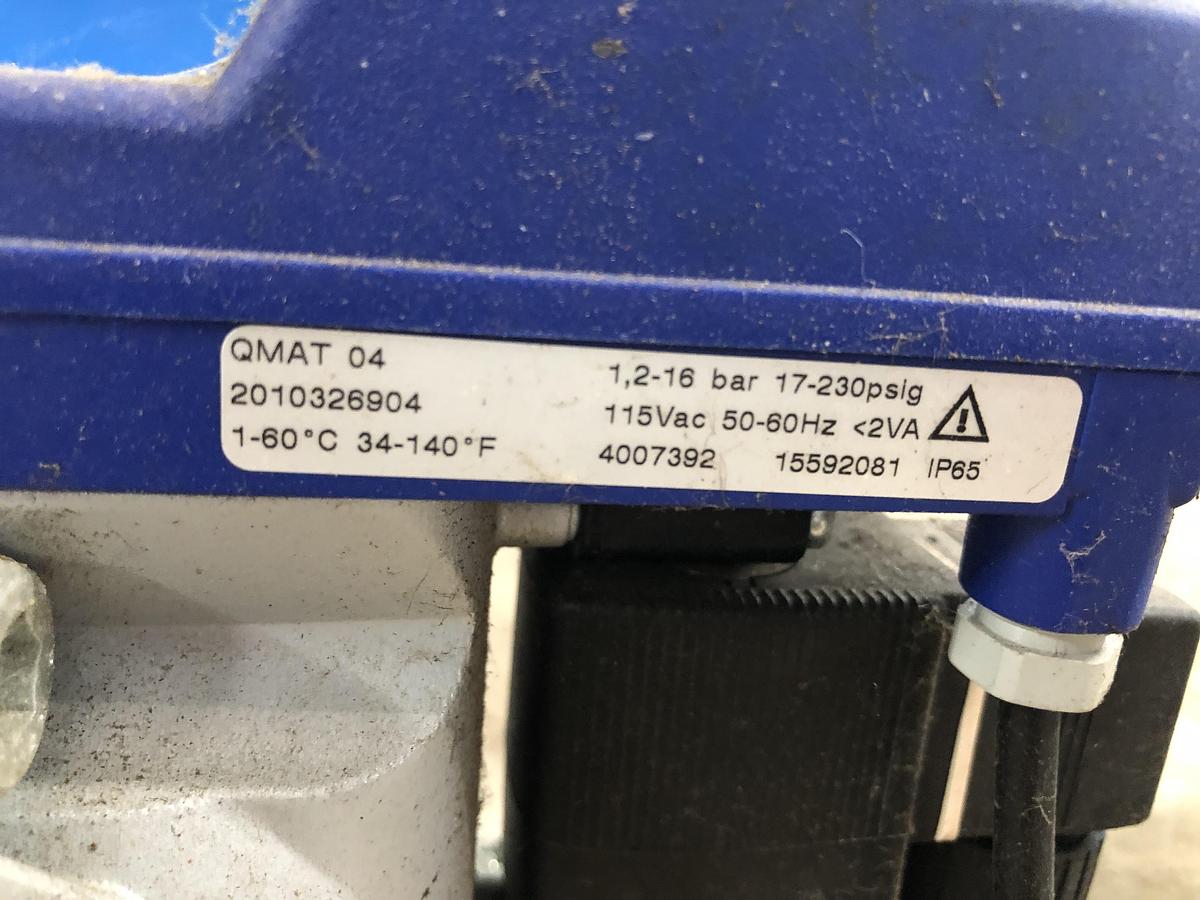 QMAT 04
2010326904
1-60°C 34-140°F
1,2-16 bar 17-230psig
115Vac 50-60Hz <2VA
4007392 15592081 IP65